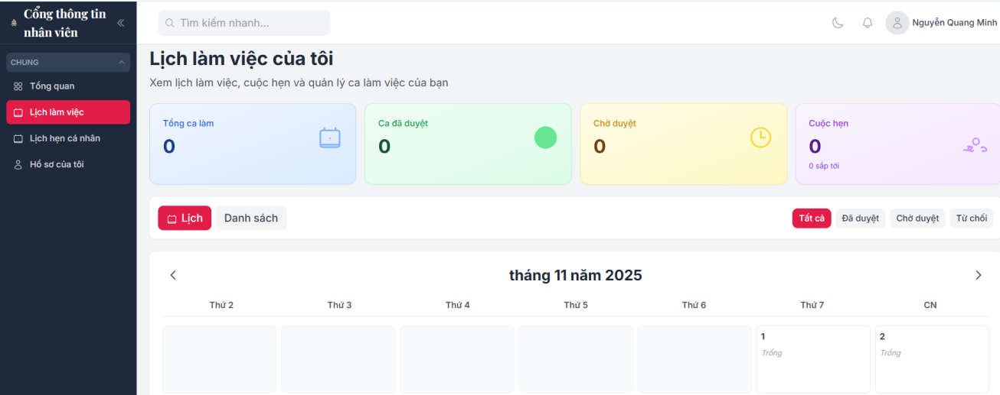 Cổng thông tin
nhân viên
Tìm kiếm nhanh...
Nguyễn Quang Minh
CHUNG
Tổng quan
Lịch làm việc
Lịch hẹn cá nhân
Hồ sơ của tôi
Lịch làm việc của tôi
Xem lịch làm việc, cuộc hẹn và quản lý ca làm việc của bạn
Tổng ca làm
0
Ca đã duyệt
0
Chờ duyệt
0
Cuộc hẹn
0
0 sắp tới
Lịch
Danh sách
Tất cả
Đã duyệt
Chờ duyệt
Từ chối
tháng 11 năm 2025
Thứ 2
Thứ 3
Thứ 4
Thứ 5
Thứ 6
Thứ 7
CN
1
Trống
2
Trống